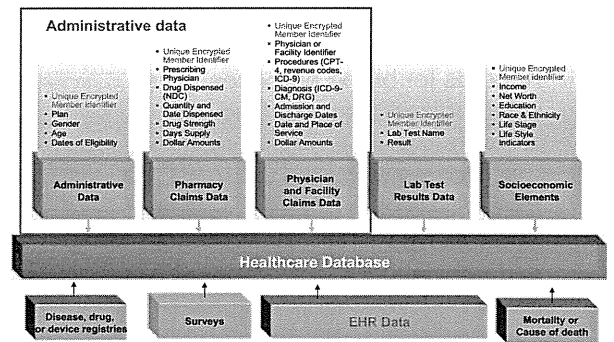 Administrative data
Unique Encrypted
Member Identifier
Plan
Gender
Age
Dates of Eligibility
Administrative
Data
Unique Encrypted
Member Identifier
Prescribing
Physician
Drug Dispensed
(NDC)
Quantity and
Date Dispensed
Drug Strength
Days Supply
Dollar Amounts
Pharmacy
Claims Data
Unique Encrypted
Member Identifier
Physician or
Facility Identifier
Procedures (CPT-
4, revenue codes,
ICD-9)
Diagnosis (ICD-9-
CM, DRG)
Admission and
Discharge Dates
Date and Place of
Service
Dollar Amounts
Physician
and Facility
Claims Data
Unique Encrypted
Member Identifier
Lab Test Name
Result
Lab Test
Results Data
Unique Encrypted
Member Identifier
Income
Net Worth
Education
Race & Ethnicity
Life Stage
Life Style
Indicators
Socioeconomic
Elements
Healthcare Database
Disease, drug,
or device registries
Surveys
EHR Data
Mortality or
Cause of death